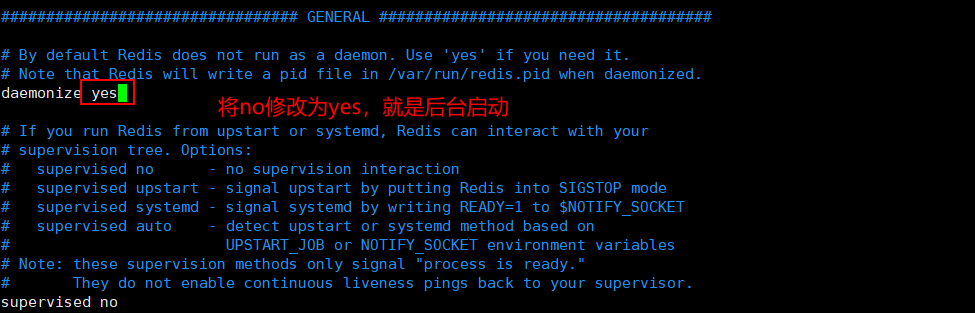 ################################# GENERAL #####################################
# By default Redis does not run as a daemon. Use 'yes' if you need it.
# Note that Redis will write a pid file in /var/run/redis.pid when daemonized.
daemonize yes
将no修改为yes，就是后台启动
# If you run Redis from upstart or systemd, Redis can interact with your
# supervision tree. Options:
#   supervised no      - no supervision interaction
#   supervised upstart - signal upstart by putting Redis into SIGSTOP mode
#   supervised systemd - signal systemd by writing READY=1 to $NOTIFY_SOCKET
#   supervised auto    - detect upstart or systemd method based on
#                        UPSTART_JOB or NOTIFY_SOCKET environment variables
# Note: these supervision methods only signal "process is ready."
#       They do not enable continuous liveness pings back to your supervisor.
supervised no